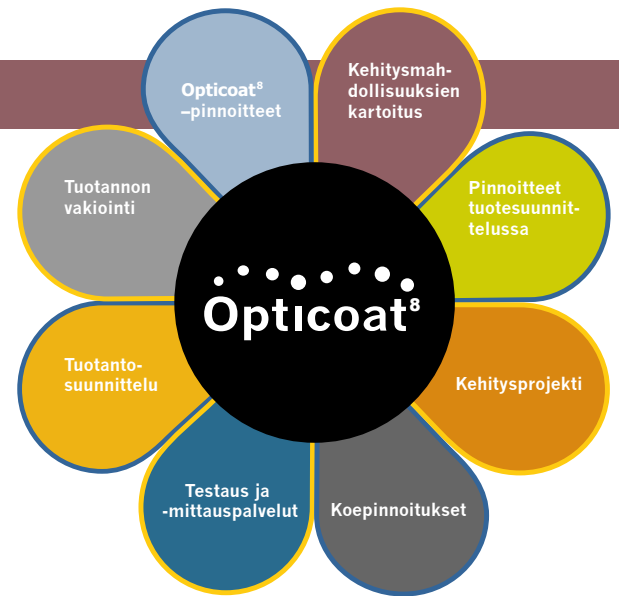 Opticoat⁸
–pinnoitteet
Kehitysmah-
dollisuuksien
kartoitus
Pinnoitteet
tuotesuunnit-
telussa
Kehitysprojekti
Koepinnoitukset
Testaus ja
-mittauspalvelut
Tuotanto-
suunnittelu
Tuotannon
vakiointi
Opticoat⁸